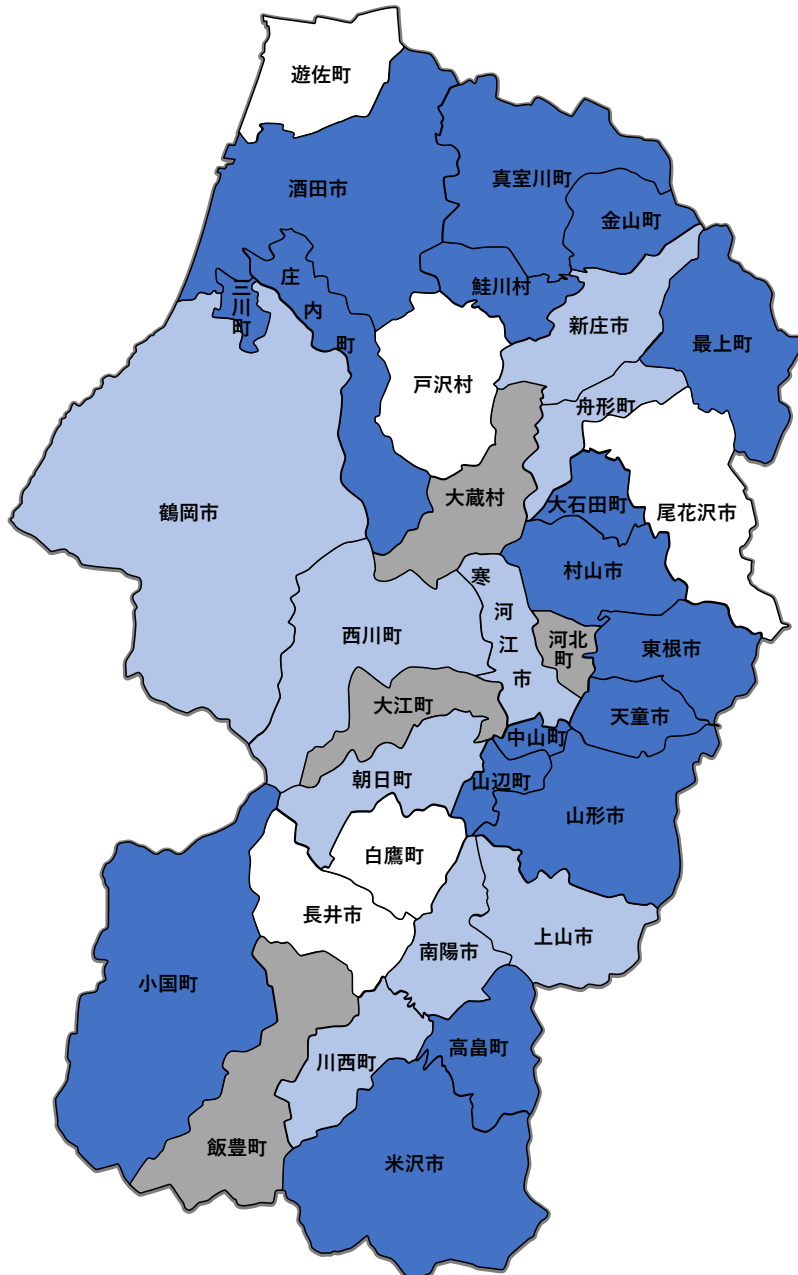 遊佐町
酒田市
真室川町
金山町
庄内町
三川町
鮭川村
新庄市
最上町
戸沢村
舟形町
大蔵村
大石田町
尾花沢市
鶴岡市
村山市
寒河江市
西川町
河北町
東根市
大江町
天童市
中山町
朝日町
山辺町
山形市
白鷹町
長井市
上山市
南陽市
小国町
高畠町
川西町
飯豊町
米沢市